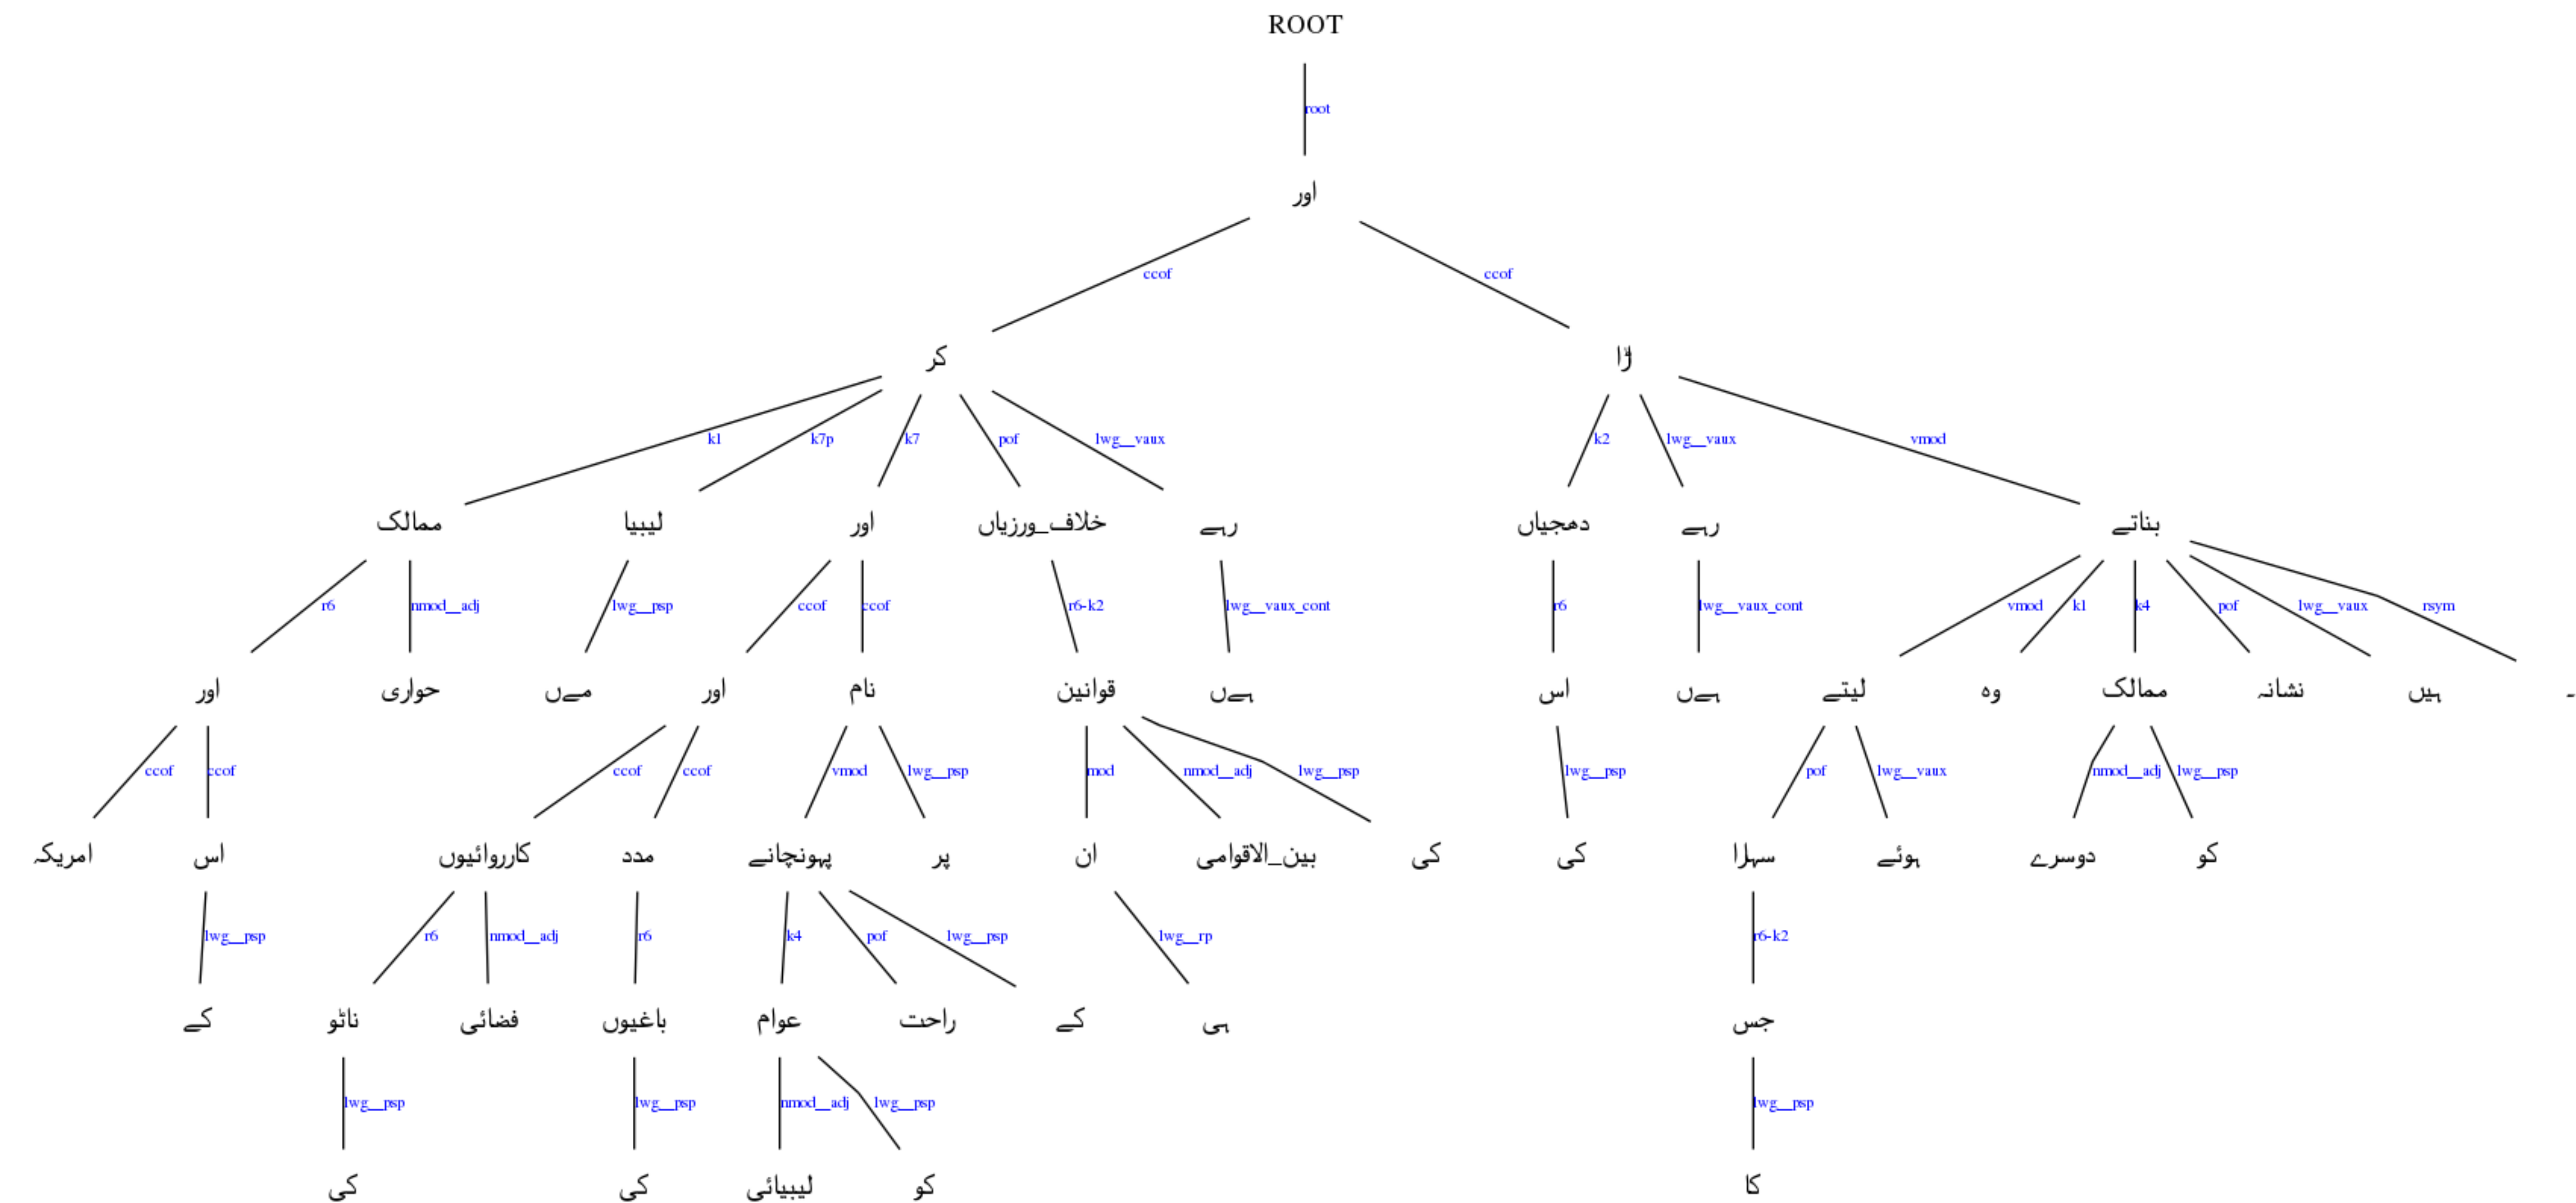 ROOT
root
اور
ccof ccof
کر اڑا
k1 k7p k7 pof lwg__vaux k2 lwg__vaux vmod
ممالک لیبیا اور خلاف_ورزیاں رہے دھجیاں رہے بناتے
r6 nmod__adj lwg__psp ccof ccof r6-k2 lwg__vaux_cont r6 lwg__vaux_cont vmod k1 k4 pof lwg__vaux rsym
اور حواری مےں اور نام قوانین ہےں اس ہےں لیتے وہ ممالک نشانہ ہیں ۔
ccof ccof ccof ccof vmod lwg__psp mod nmod__adj lwg__psp lwg__psp pof lwg__vaux nmod__adj lwg__psp
امریکہ اس کارروائیوں مدد پہونچانے پر ان بین_الاقوامی کی کی سہارا ہوئے دوسرے کو
lwg__psp r6 nmod__adj r6 k4 pof lwg__psp lwg__rp r6-k2
کے ناٹو فضائی باغیوں عوام راحت کے ہی جس
lwg__psp lwg__psp nmod__adj lwg__psp lwg__psp
کی کی لیبیائی کو کا